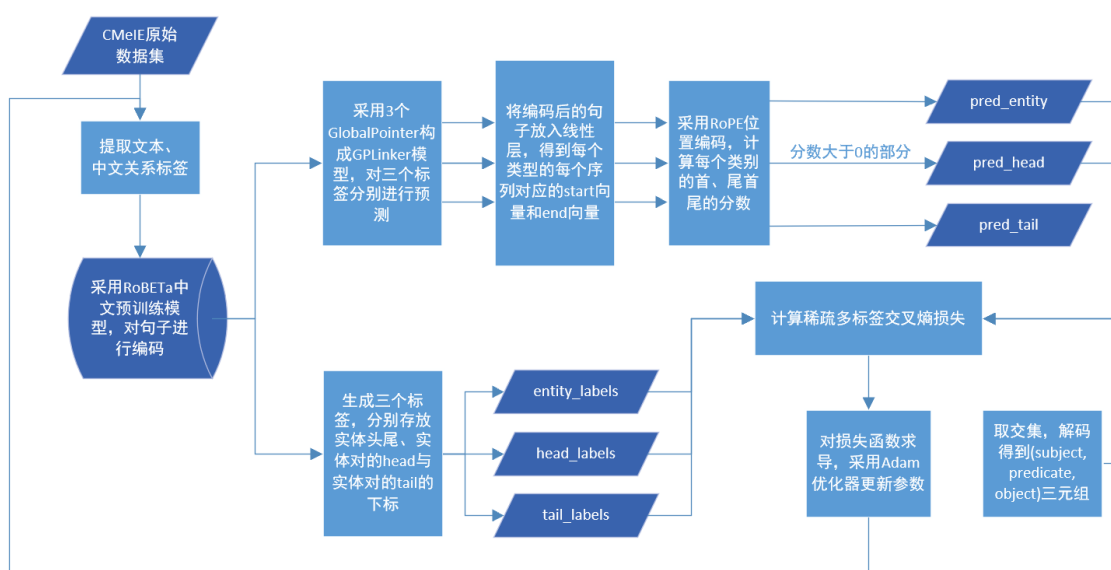 CMeIE原始
数据集
提取文本、
中文关系标签
采用RoBETa中
文预训练模
型，对句子进
行编码
采用3个
GlobalPointer构
成GPLinker模
型，对三个标
签分别进行预
测
将编码后的句
子放入线性
层，得到每个
类型的每个序
列对应的start向
量和end向量
采用RoPE位
置编码，计
算每个类别
的首、尾首
尾的分数
分数大于0的部分
pred_entity
pred_head
pred_tail
生成三个标
签，分别存放
实体头尾、实
体对的head与
实体对的tail的
下标
entity_labels
head_labels
tail_labels
计算稀疏多标签交叉熵损失
对损失函数求
导，采用Adam
优化器更新参数
取交集，解码
得到(subject,
predicate,
object)三元组